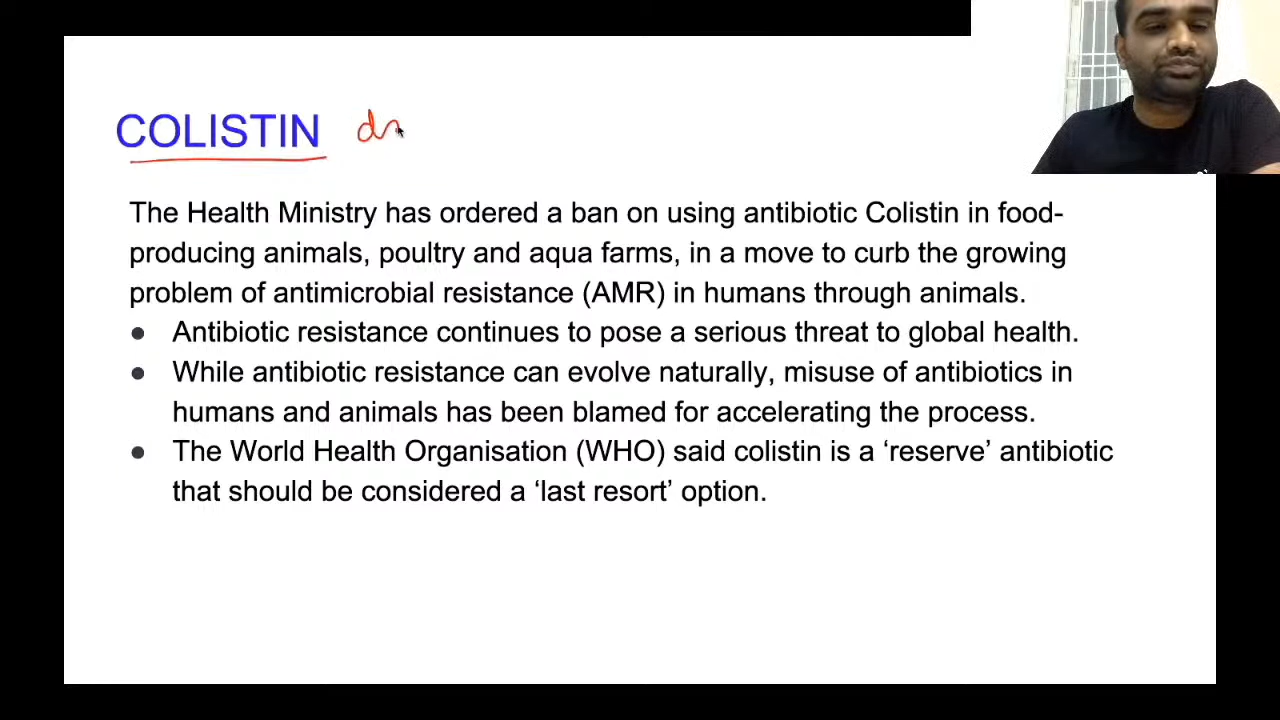 COLISTIN
The Health Ministry has ordered a ban on using antibiotic Colistin in food-
producing animals, poultry and aqua farms, in a move to curb the growing
problem of antimicrobial resistance (AMR) in humans through animals.
● Antibiotic resistance continues to pose a serious threat to global health.
● While antibiotic resistance can evolve naturally, misuse of antibiotics in
humans and animals has been blamed for accelerating the process.
● The World Health Organisation (WHO) said colistin is a ‘reserve’ antibiotic
that should be considered a ‘last resort’ option.